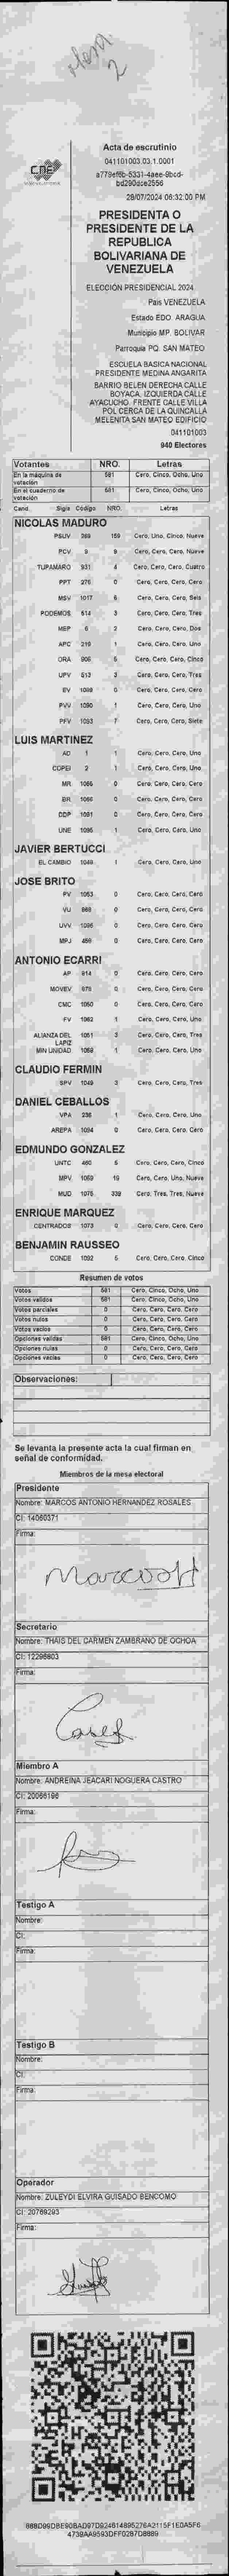 Mesa
2
CNE
Acta de escrutinio
041101003.03.1.0001
a779ef6b-5331-4aee-9bcd-
bd290dce2556
28/07/2024 06:32:00 PM
PRESIDENTA O
PRESIDENTE DE LA
REPUBLICA
BOLIVARIANA DE
VENEZUELA
ELECCIÓN PRESIDENCIAL 2024
País VENEZUELA
Estado EDO. ARAGUA
Municipio MP. BOLIVAR
Parroquia PQ. SAN MATEO
ESCUELA BASICA NACIONAL
PRESIDENTE MEDINA ANGARITA
BARRIO BELEN DERECHA CALLE
BOYACA. IZQUIERDA CALLE
AYACUCHO. FRENTE CALLE VILLA
POL CERCA DE LA QUINCALLA
MELENITA SAN MATEO EDIFICIO
041101003
940 Electores
Votantes NRO. Letras
En la máquina de votación 581 Cero, Cinco, Ocho, Uno
En el cuaderno de votación 581 Cero, Cinco, Ocho, Uno
Cand. Sigla Código NRO. Letras
NICOLAS MADURO
PSUV 269 159 Cero, Uno, Cinco, Nueve
PCV 9 9 Cero, Cero, Cero, Nueve
TUPAMARO 931 4 Cero, Cero, Cero, Cuatro
PPT 276 0 Cero, Cero, Cero, Cero
MSV 1017 6 Cero, Cero, Cero, Seis
PODEMOS 514 3 Cero, Cero, Cero, Tres
MEP 6 2 Cero, Cero, Cero, Dos
APC 219 1 Cero, Cero, Cero, Uno
ORA 906 5 Cero, Cero, Cero, Cinco
UPV 513 3 Cero, Cero, Cero, Tres
EV 1089 0 Cero, Cero, Cero, Cero
PVV 1090 1 Cero, Cero, Cero, Uno
PFV 1093 7 Cero, Cero, Cero, Siete
LUIS MARTINEZ
AD 1 1 Cero, Cero, Cero, Uno
COPEI 2 1 Cero, Cero, Cero, Uno
MR 1065 0 Cero, Cero, Cero, Cero
BR 1066 0 Cero, Cero, Cero, Cero
DDP 1081 0 Cero, Cero, Cero, Cero
UNE 1095 1 Cero, Cero, Cero, Uno
JAVIER BERTUCCI
EL CAMBIO 1049 1 Cero, Cero, Cero, Uno
JOSE BRITO
PV 1053 0 Cero, Cero, Cero, Cero
VU 868 0 Cero, Cero, Cero, Cero
UVV 1096 0 Cero, Cero, Cero, Cero
MPJ 456 0 Cero, Cero, Cero, Cero
ANTONIO ECARRI
AP 914 0 Cero, Cero, Cero, Cero
MOVEV 978 0 Cero, Cero, Cero, Cero
CMC 1050 0 Cero, Cero, Cero, Cero
FV 1062 1 Cero, Cero, Cero, Uno
ALIANZA DEL LAPIZ 1051 3 Cero, Cero, Cero, Tres
MIN UNIDAD 1068 1 Cero, Cero, Cero, Uno
CLAUDIO FERMIN
SPV 1049 3 Cero, Cero, Cero, Tres
DANIEL CEBALLOS
VPA 236 1 Cero, Cero, Cero, Uno
AREPA 1094 0 Cero, Cero, Cero, Cero
EDMUNDO GONZALEZ
UNTC 460 5 Cero, Cero, Cero, Cinco
MPV 1059 19 Cero, Cero, Uno, Nueve
MUD 1075 339 Cero, Tres, Tres, Nueve
ENRIQUE MARQUEZ
CENTRADOS 1073 0 Cero, Cero, Cero, Cero
BENJAMIN RAUSSEO
CONDE 1092 5 Cero, Cero, Cero, Cinco
Resumen de votos
Votos 581 Cero, Cinco, Ocho, Uno
Votos válidos 581 Cero, Cinco, Ocho, Uno
Votos parciales 0 Cero, Cero, Cero, Cero
Votos nulos 0 Cero, Cero, Cero, Cero
Votos vacíos 0 Cero, Cero, Cero, Cero
Opciones válidas 581 Cero, Cinco, Ocho, Uno
Opciones nulas 0 Cero, Cero, Cero, Cero
Opciones vacías 0 Cero, Cero, Cero, Cero
Observaciones:
Se levanta la presente acta la cual firman en
señal de conformidad.
Miembros de la mesa electoral
Presidente
Nombre: MARCOS ANTONIO HERNANDEZ ROSALES
CI: 14060371
Firma:
Secretario
Nombre: THAIS DEL CARMEN ZAMBRANO DE OCHOA
CI: 12296803
Firma:
Miembro A
Nombre: ANDREINA JEACARI NOGUERA CASTRO
CI: 20066196
Firma:
Testigo A
Nombre:
CI:
Firma:
Testigo B
Nombre:
CI:
Firma:
Operador
Nombre: ZULEYDI ELVIRA GUISADO BENCOMO
CI: 20769293
Firma: